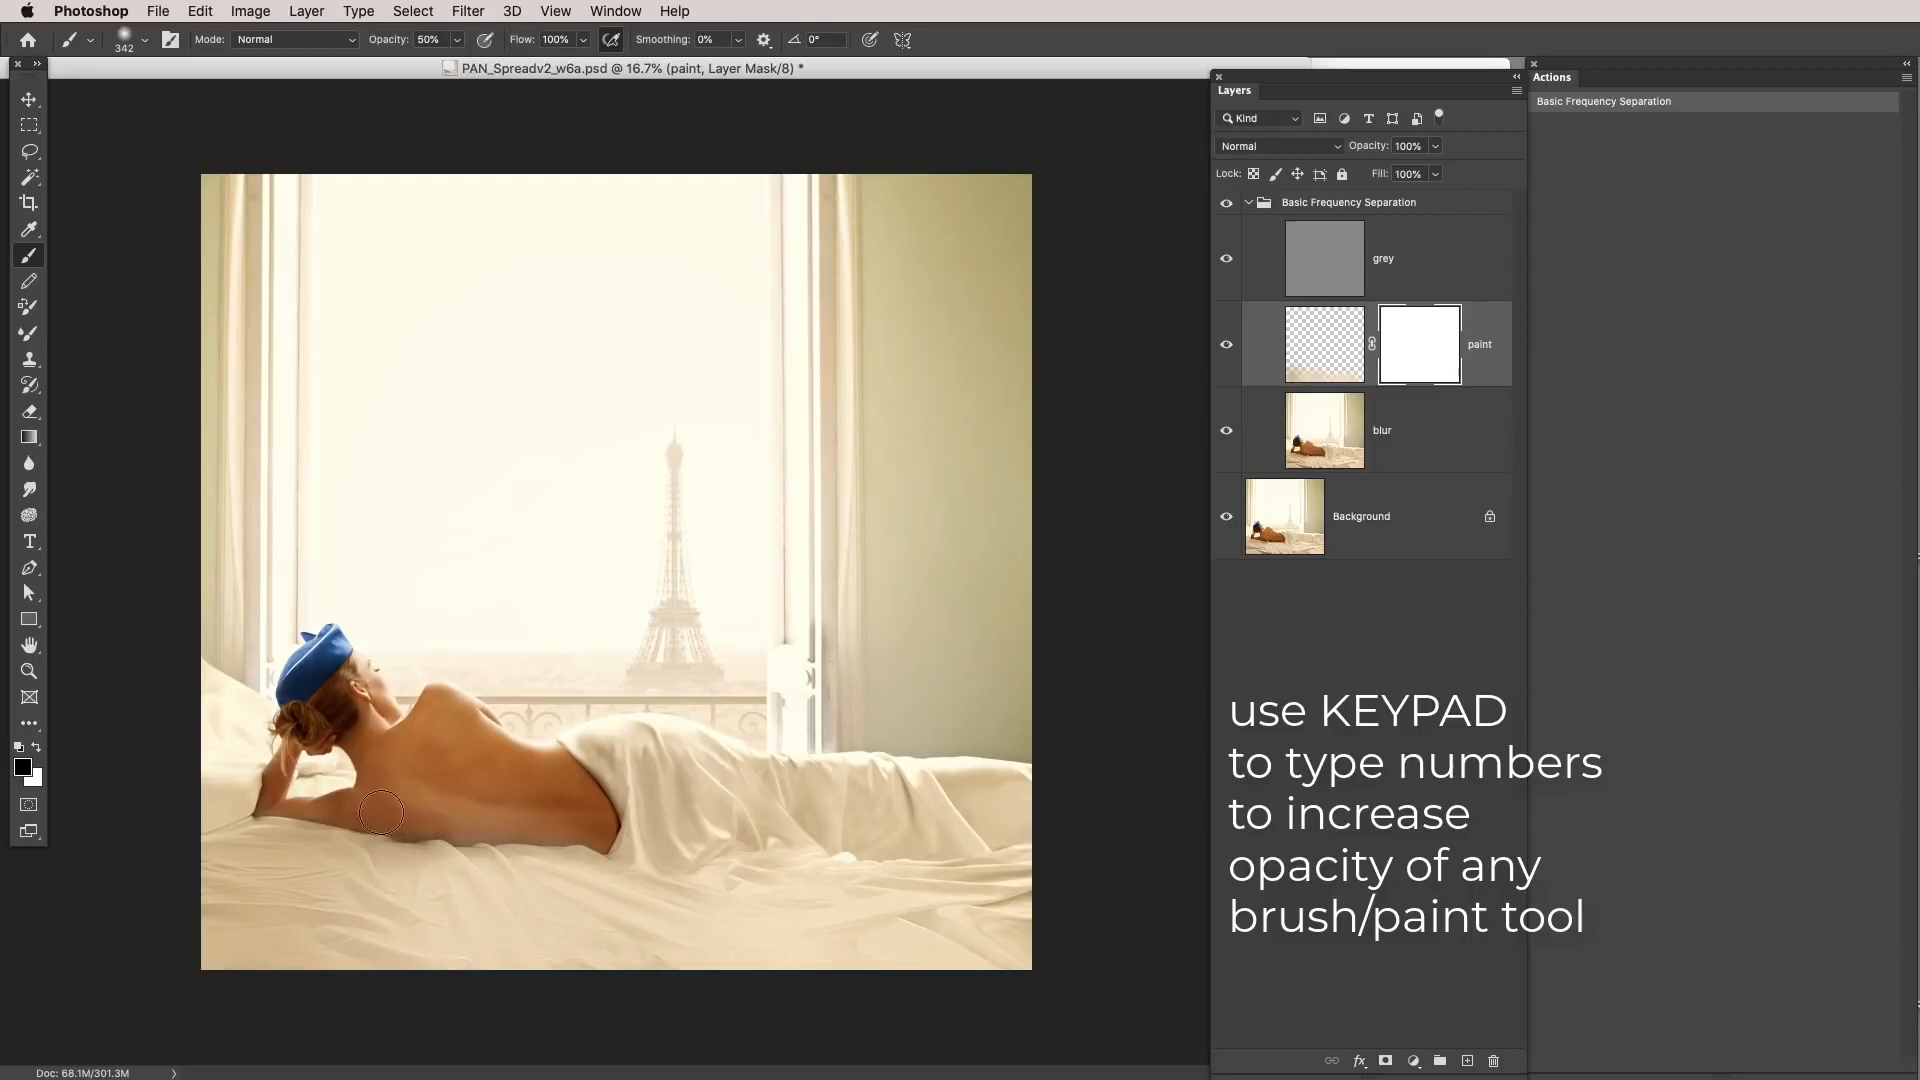 Photoshop File Edit Image Layer Type Select Filter 3D View Window Help
342 Mode: Normal Opacity: 50% Flow: 100% Smoothing: 0% 0°
PAN_Spreadv2_w6a.psd @ 16.7% (paint, Layer Mask/8) *
Layers
Kind
Normal Opacity: 100%
Lock: Fill: 100%
Basic Frequency Separation
grey
paint
blur
Background
Actions
Basic Frequency Separation
use KEYPAD
to type numbers
to increase
opacity of any
brush/paint tool
Doc: 68.1M/301.3M